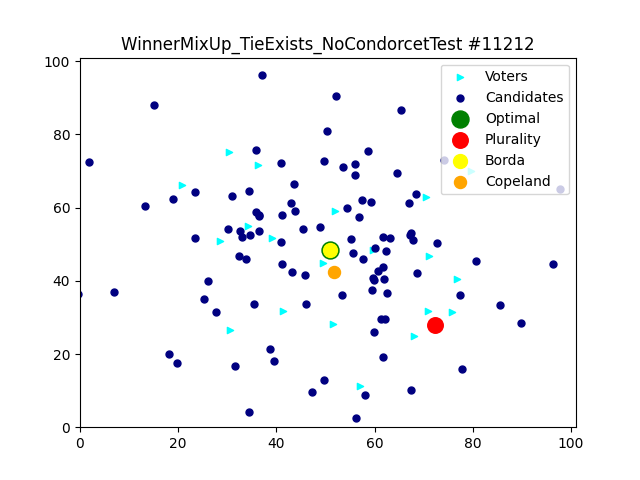 WinnerMixUp_TieExists_NoCondorcetTest #11212
Voters
Candidates
Optimal
Plurality
Borda
Copeland
100
80
60
40
20
0
0 20 40 60 80 100